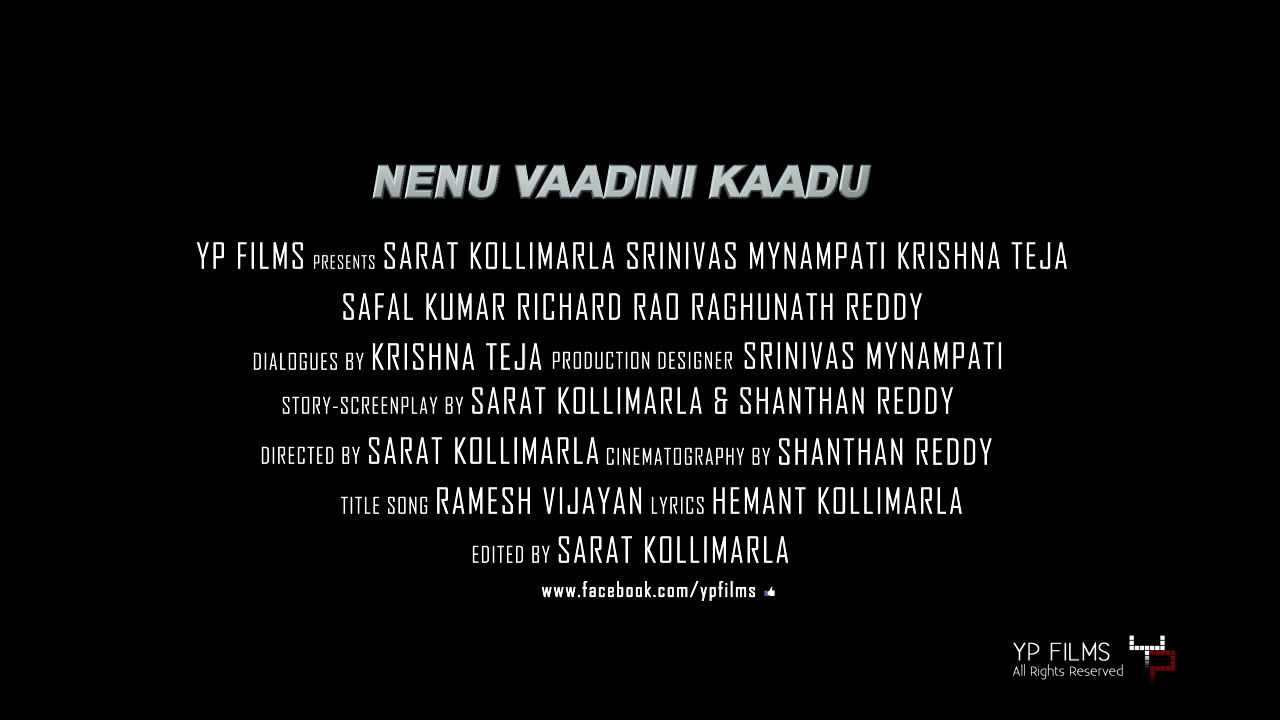 NENU VAADINI KAADU
YP FILMS PRESENTS SARAT KOLLIMARLA SRINIVAS MYNAMPATI KRISHNA TEJA
SAFAL KUMAR RICHARD RAO RAGHUNATH REDDY
DIALOGUES BY KRISHNA TEJA PRODUCTION DESIGNER SRINIVAS MYNAMPATI
STORY-SCREENPLAY BY SARAT KOLLIMARLA & SHANTHAN REDDY
DIRECTED BY SARAT KOLLIMARLA CINEMATOGRAPHY BY SHANTHAN REDDY
TITLE SONG RAMESH VIJAYAN LYRICS HEMANT KOLLIMARLA
EDITED BY SARAT KOLLIMARLA
www.facebook.com/ypfilms
YP FILMS
All Rights Reserved
YP